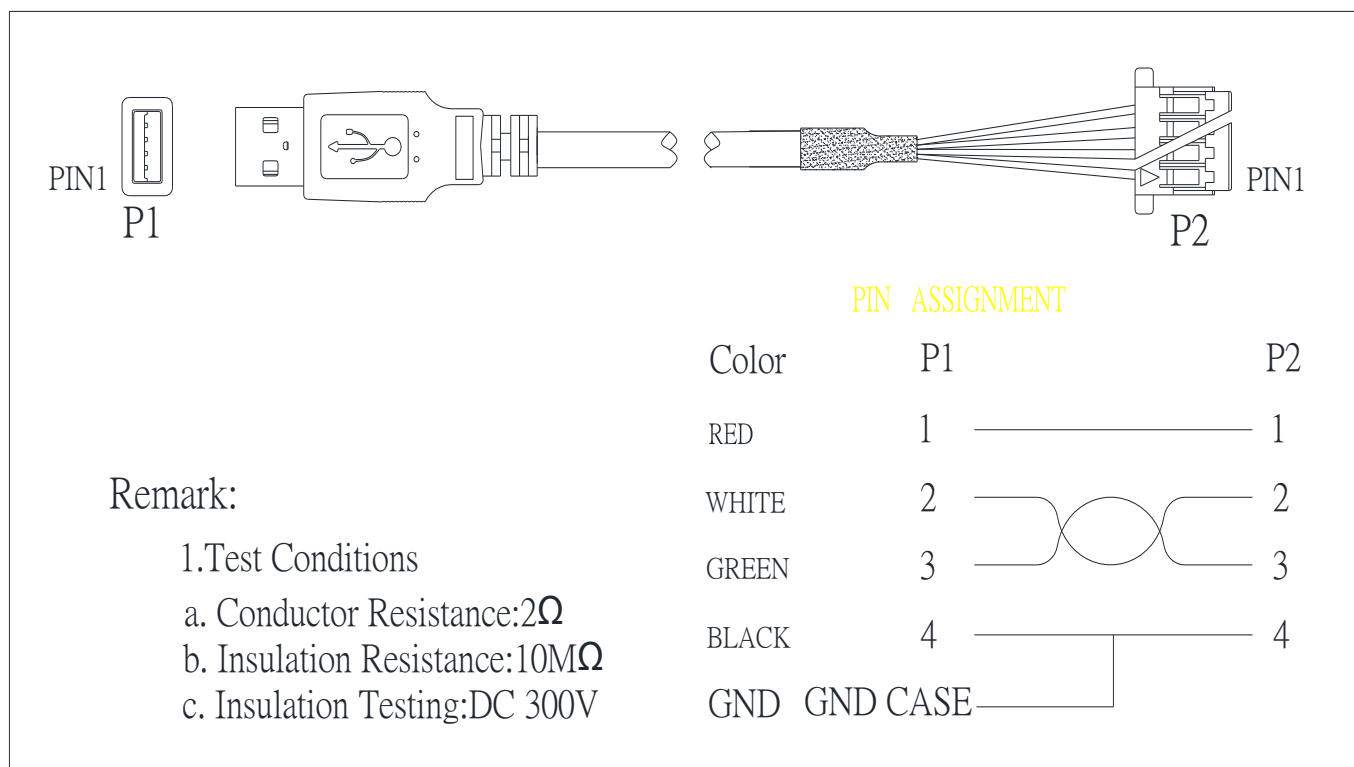 PIN1
P1
PIN1
P2
PIN ASSIGNMENT
Color P1 P2
RED 1 1
WHITE 2 2
GREEN 3 3
BLACK 4 4
GND GND CASE
Remark:
1.Test Conditions
a. Conductor Resistance:2Ω
b. Insulation Resistance:10MΩ
c. Insulation Testing:DC 300V